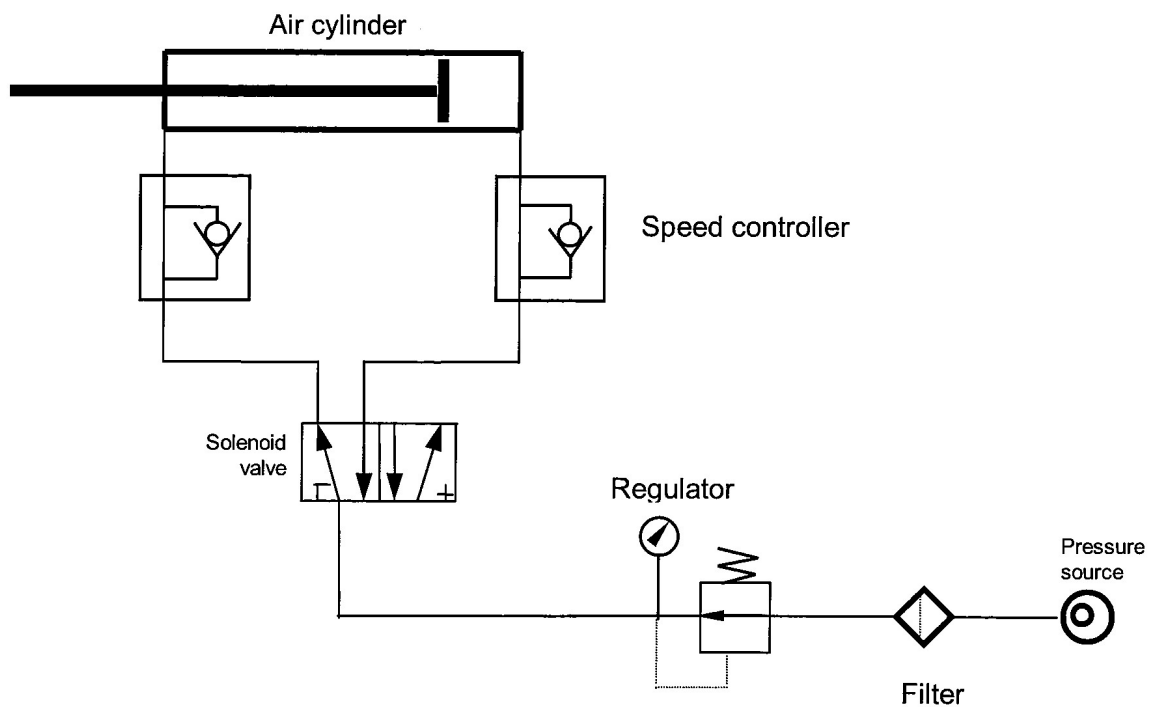 Air cylinder
Speed controller
Solenoid
valve
Regulator
Pressure
source
Filter